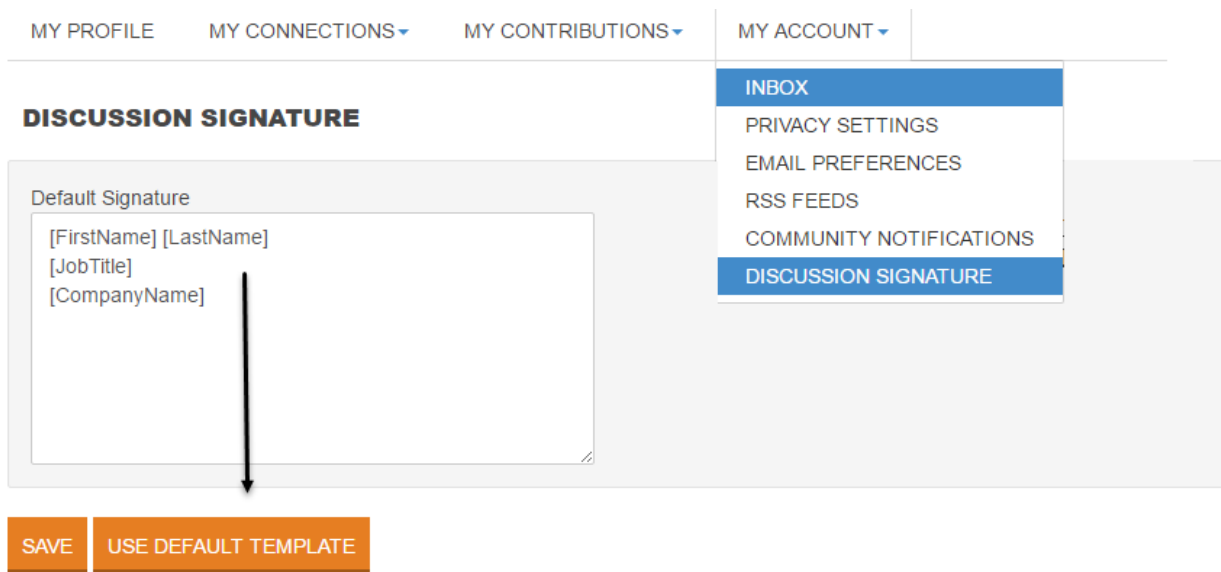 MY PROFILE MY CONNECTIONS MY CONTRIBUTIONS MY ACCOUNT
INBOX
PRIVACY SETTINGS
EMAIL PREFERENCES
RSS FEEDS
COMMUNITY NOTIFICATIONS
DISCUSSION SIGNATURE
DISCUSSION SIGNATURE
Default Signature
[FirstName] [LastName]
[JobTitle]
[CompanyName]
SAVE USE DEFAULT TEMPLATE